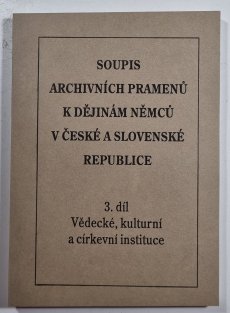 SOUPIS
ARCHIVNÍCH PRAMENŮ
K DĚJINÁM NĚMCŮ
V ČESKÉ A SLOVENSKÉ
REPUBLICE
3. díl
Vědecké, kulturní
a církevní instituce